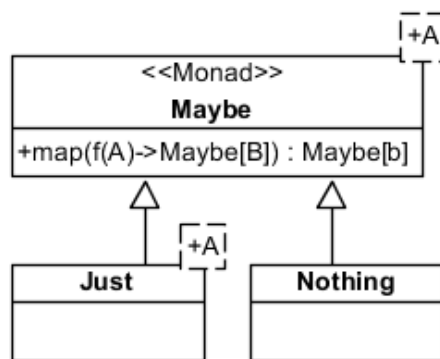 +A
<<Monad>>
Maybe
+map(f(A)->Maybe[B]) : Maybe[b]
+A
Just
Nothing